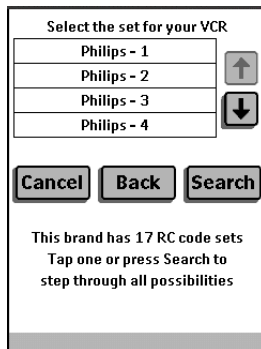 Select the set for your VCR
Philips - 1
Philips - 2
Philips - 3
Philips - 4
Cancel Back Search
This brand has 17 RC code sets
Tap one or press Search to
step through all possibilities